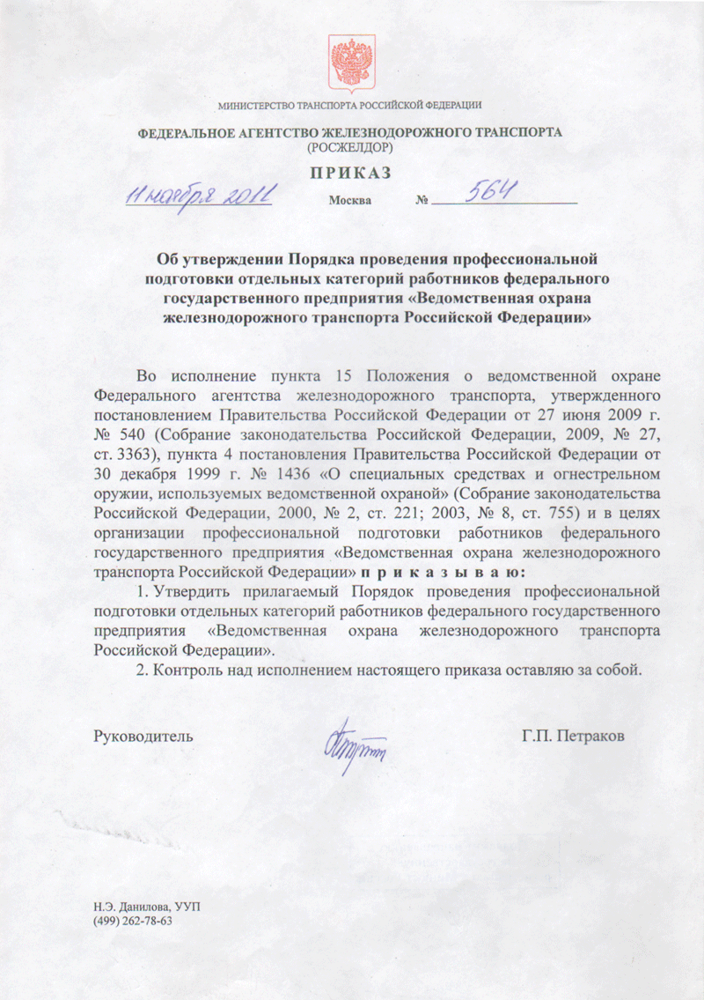 МИНИСТЕРСТВО ТРАНСПОРТА РОССИЙСКОЙ ФЕДЕРАЦИИ
ФЕДЕРАЛЬНОЕ АГЕНТСТВО ЖЕЛЕЗНОДОРОЖНОГО ТРАНСПОРТА
(РОСЖЕЛДОР)
ПРИКАЗ
11 ноября 2011 Москва № 564
Об утверждении Порядка проведения профессиональной
подготовки отдельных категорий работников федерального
государственного предприятия «Ведомственная охрана
железнодорожного транспорта Российской Федерации»
Во исполнение пункта 15 Положения о ведомственной охране
Федерального агентства железнодорожного транспорта, утвержденного
постановлением Правительства Российской Федерации от 27 июня 2009 г.
№ 540 (Собрание законодательства Российской Федерации, 2009, № 27,
ст. 3363), пункта 4 постановления Правительства Российской Федерации от
30 декабря 1999 г. № 1436 «О специальных средствах и огнестрельном
оружии, используемых ведомственной охраной» (Собрание законодательства
Российской Федерации, 2000, № 2, ст. 221; 2003, № 8, ст. 755) и в целях
организации профессиональной подготовки работников федерального
государственного предприятия «Ведомственная охрана железнодорожного
транспорта Российской Федерации» п р и к а з ы в а ю:
1. Утвердить прилагаемый Порядок проведения профессиональной
подготовки отдельных категорий работников федерального государственного
предприятия «Ведомственная охрана железнодорожного транспорта
Российской Федерации».
2. Контроль над исполнением настоящего приказа оставляю за собой.
Руководитель Г.П. Петраков
Н.Э. Данилова, УУП
(499) 262-78-63